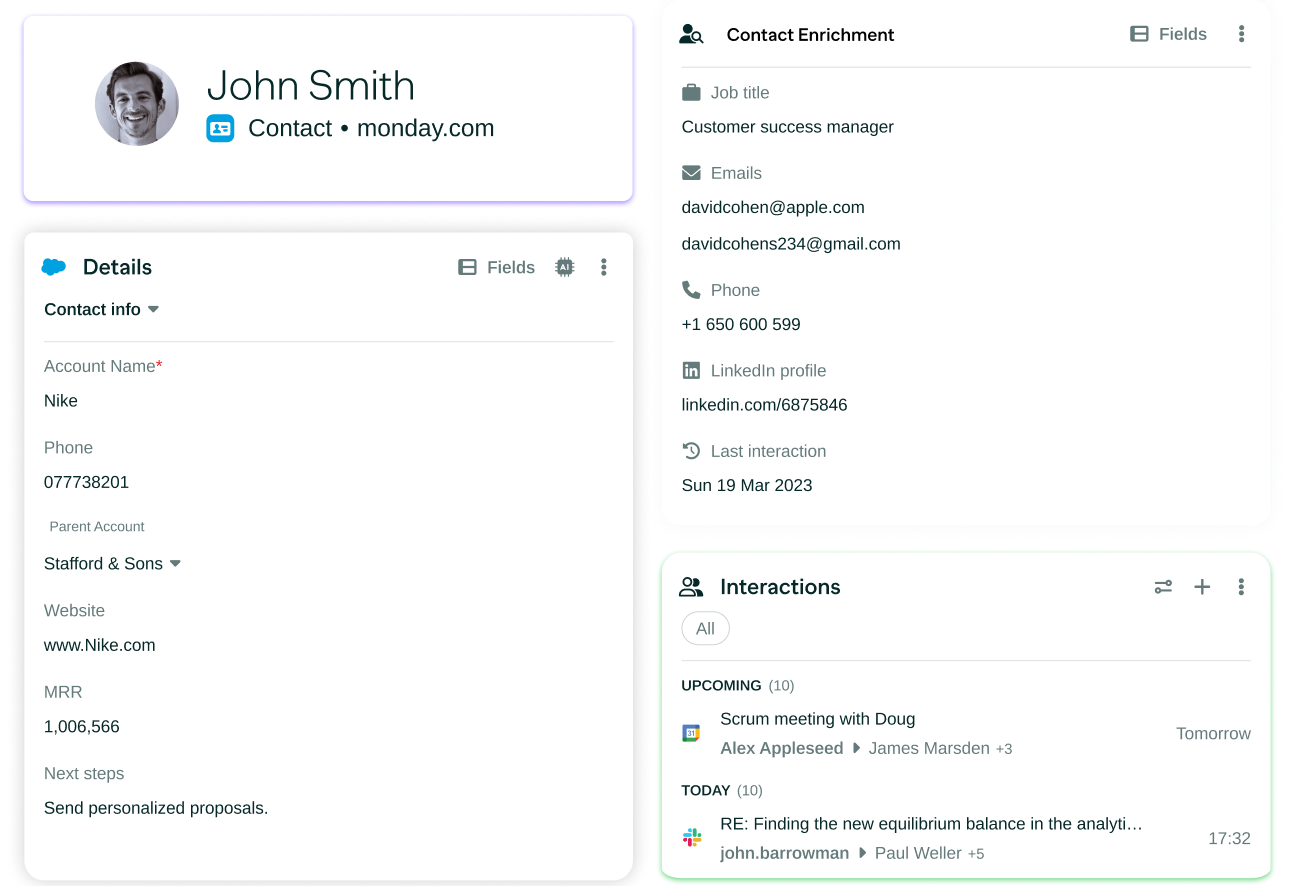 John Smith
Contact • monday.com
Details
Fields
AI
Contact info
Account Name*
Nike
Phone
077738201
Parent Account
Stafford & Sons
Website
www.Nike.com
MRR
1,006,566
Next steps
Send personalized proposals.
Contact Enrichment
Fields
Job title
Customer success manager
Emails
davidcohen@apple.com
davidcohens234@gmail.com
Phone
+1 650 600 599
in LinkedIn profile
linkedin.com/6875846
Last interaction
Sun 19 Mar 2023
Interactions
All
UPCOMING (10)
Scrum meeting with Doug
31
Alex Appleseed James Marsden +3
Tomorrow
TODAY (10)
RE: Finding the new equilibrium balance in the analyti…
john.barrowman Paul Weller +5
17:32